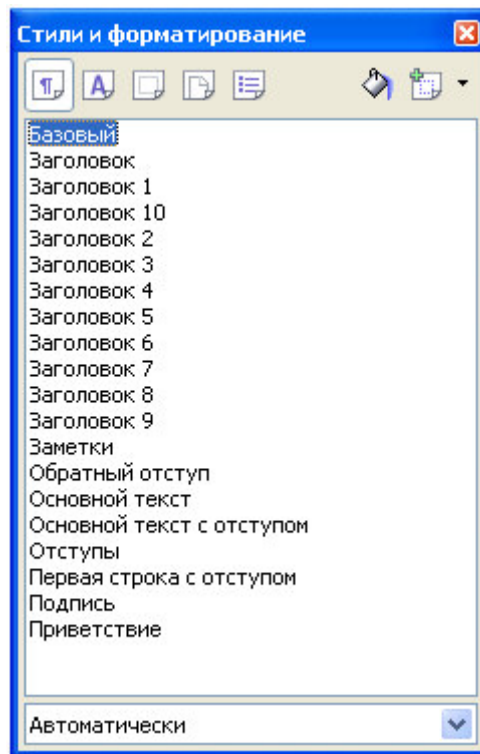 Стили и форматирование
Базовый
Заголовок
Заголовок 1
Заголовок 10
Заголовок 2
Заголовок 3
Заголовок 4
Заголовок 5
Заголовок 6
Заголовок 7
Заголовок 8
Заголовок 9
Заметки
Обратный отступ
Основной текст
Основной текст с отступом
Отступы
Первая строка с отступом
Подпись
Приветствие
Автоматически